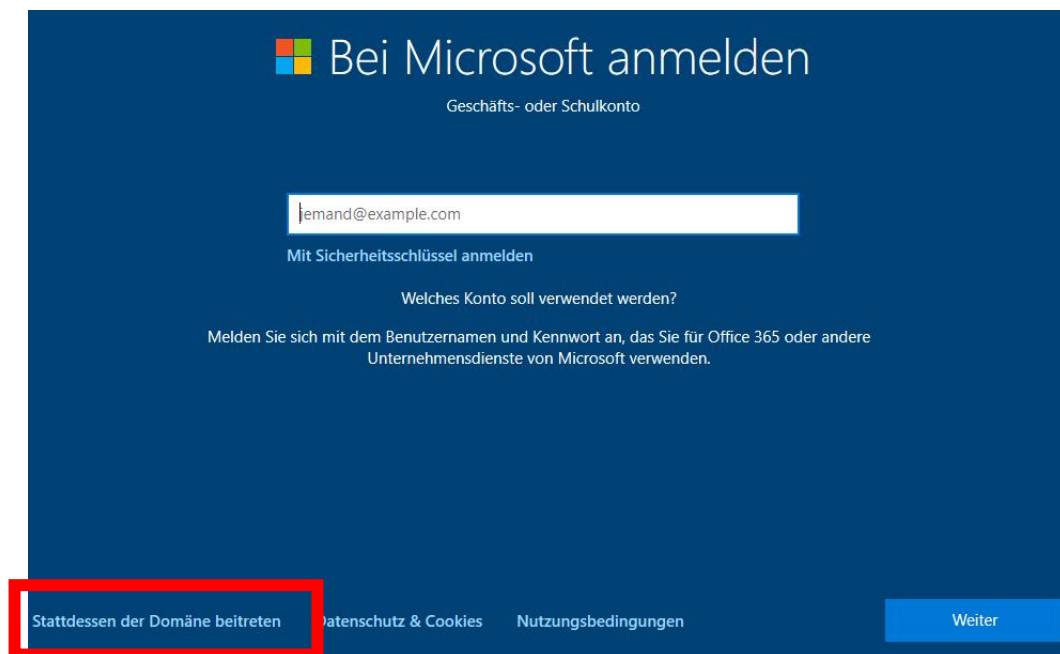 Bei Microsoft anmelden
Geschäfts- oder Schulkonto
jemand@example.com
Mit Sicherheitsschlüssel anmelden
Welches Konto soll verwendet werden?
Melden Sie sich mit dem Benutzernamen und Kennwort an, das Sie für Office 365 oder andere
Unternehmensdienste von Microsoft verwenden.
Stattdessen der Domäne beitreten Datenschutz & Cookies Nutzungsbedingungen Weiter